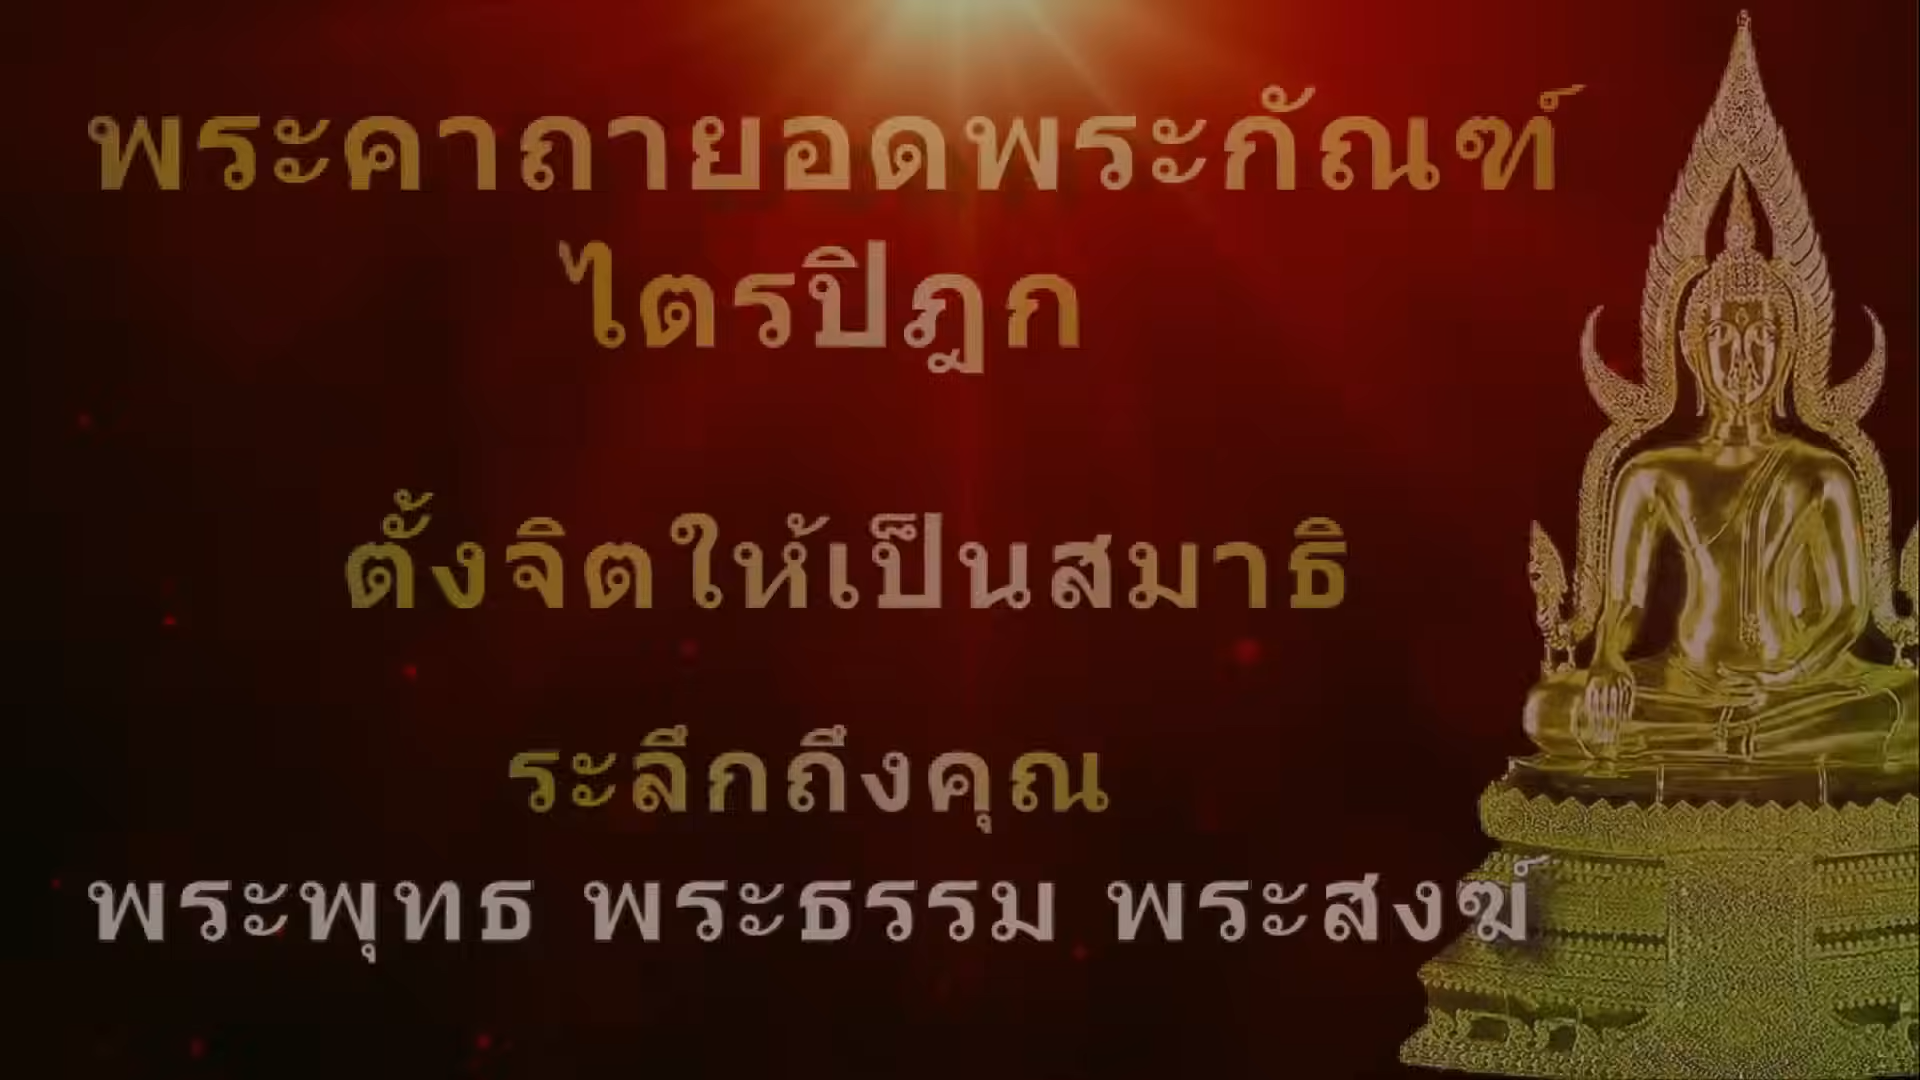 พระคาถายอดพระกัณฑ์
ไตรปิฎก
ตั้งจิตให้เป็นสมาธิ
ระลึกถึงคุณ
พระพุทธ พระธรรม พระสงฆ์